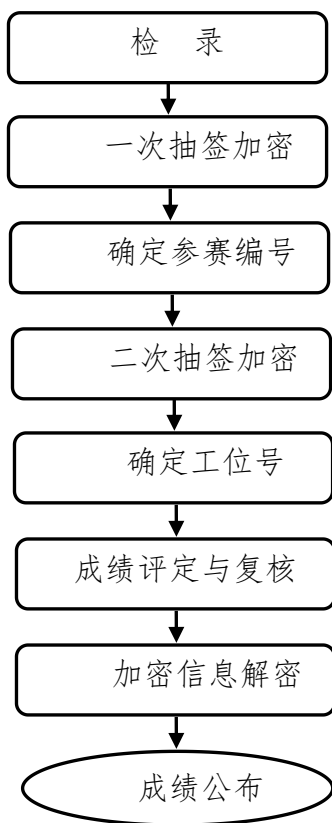 检 录
一次抽签加密
确定参赛编号
二次抽签加密
确定工位号
成绩评定与复核
加密信息解密
成绩公布